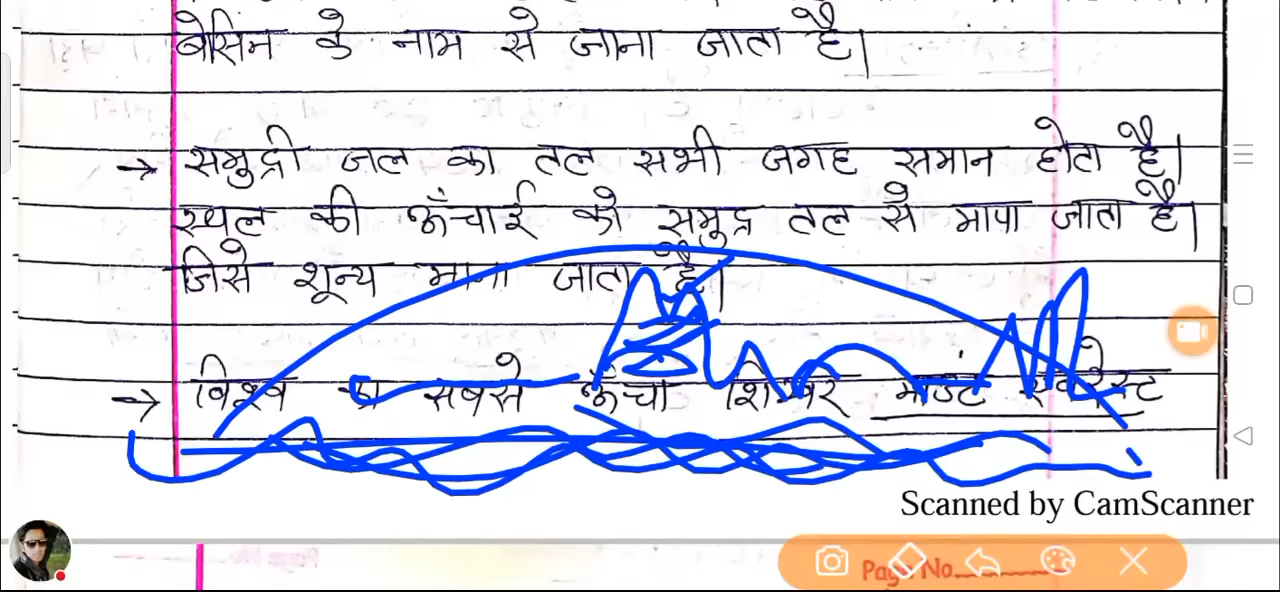 बेसिन के नाम से जाना जाता है।
→ समुद्री जल का तल सभी जगह समान होता है।
स्थल की ऊँचाई को समुद्र तल से मापा जाता है।
जिसे शून्य माना जाता है।
→ विश्व का सबसे ऊँचा शिखर माउंट एवरेस्ट
Scanned by CamScanner
Page No.